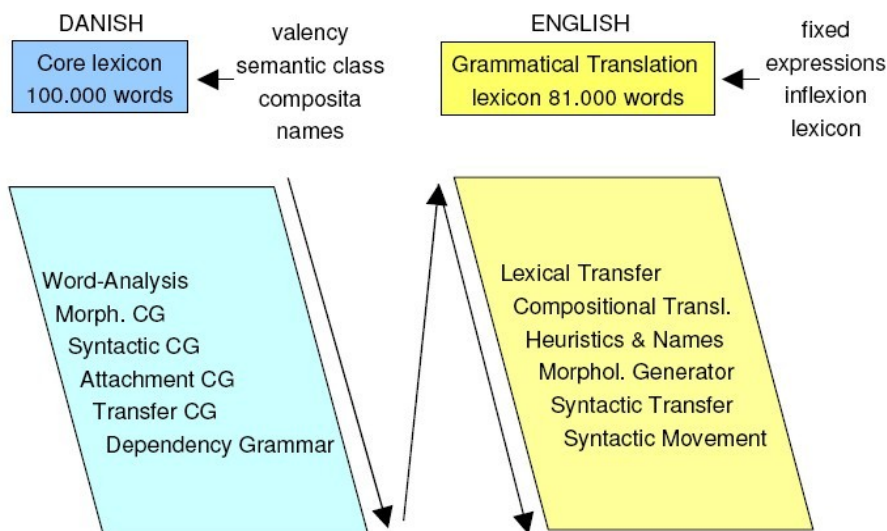 DANISH
Core lexicon
100.000 words
valency
semantic class
composita
names
ENGLISH
Grammatical Translation
lexicon 81.000 words
fixed
expressions
inflexion
lexicon
Word-Analysis
Morph. CG
Syntactic CG
Attachment CG
Transfer CG
Dependency Grammar
Lexical Transfer
Compositional Transl.
Heuristics & Names
Morphol. Generator
Syntactic Transfer
Syntactic Movement